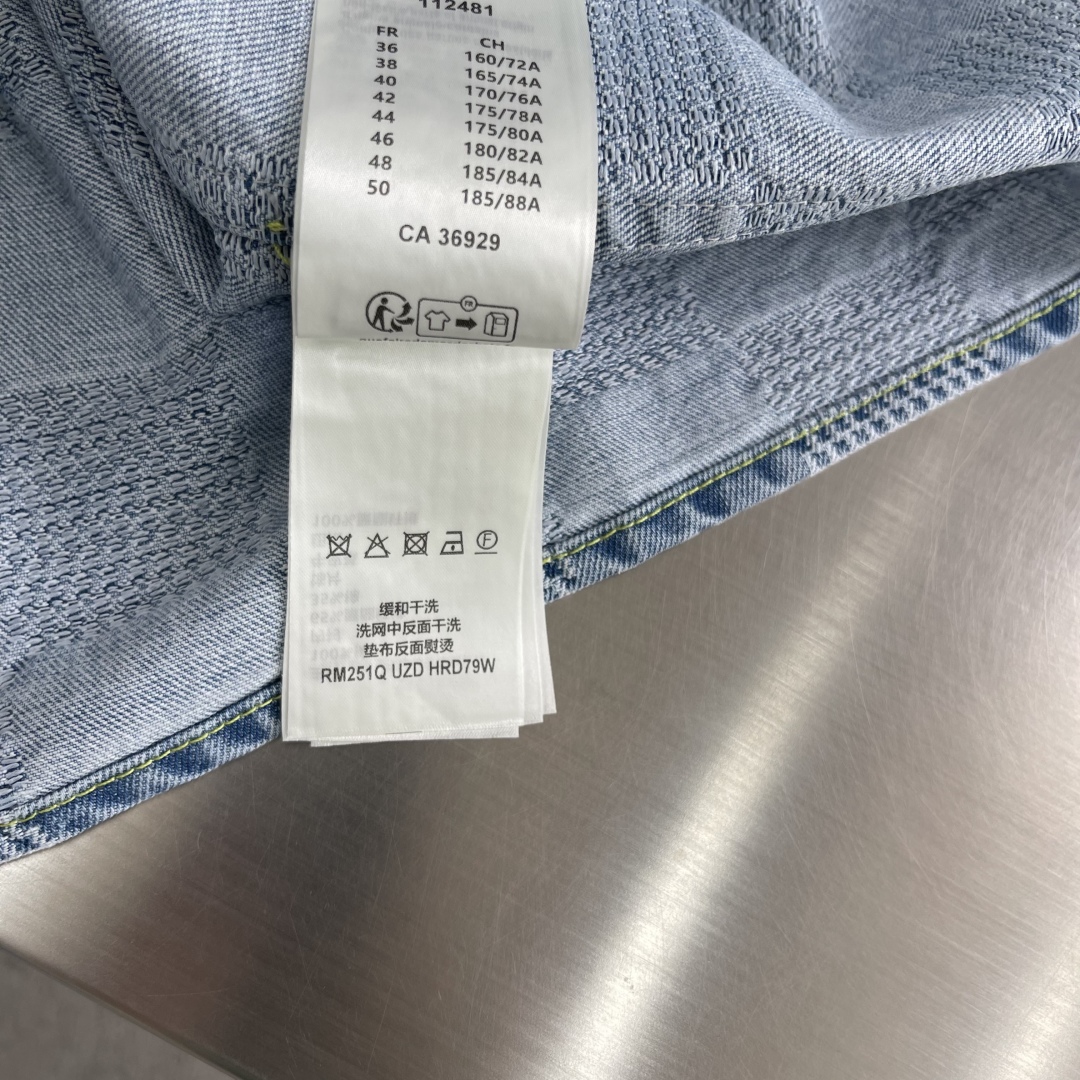 112481
FR CH
36 160/72A
38 165/74A
40 170/76A
42 175/78A
44 175/80A
46 180/82A
48 185/84A
50 185/88A
CA 36929
FR
F
缓和干洗
洗网中反面干洗
垫布反面熨烫
RM251Q UZD HRD79W